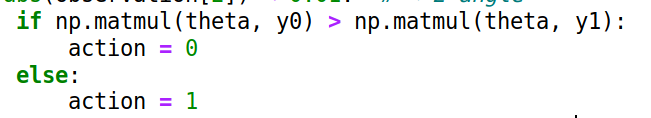 if np.matmul(theta, y0) > np.matmul(theta, y1):
    action = 0
else:
    action = 1